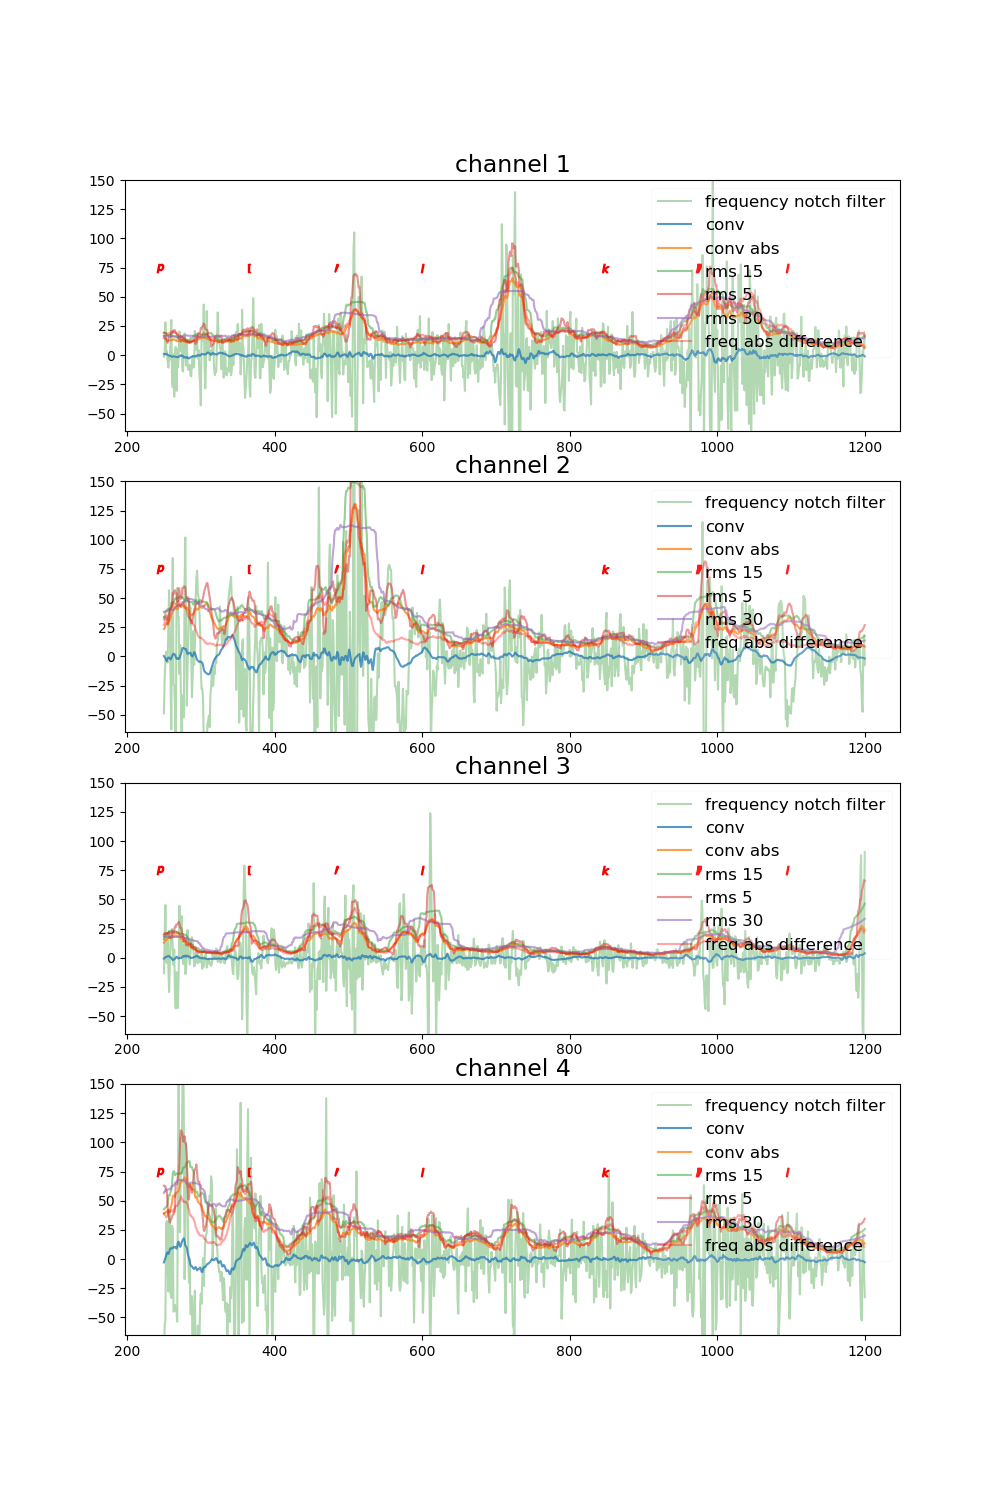 channel 1
150
125
100
75
50
25
0
−25
−50
200 400 600 800 1000 1200
frequency notch filter
conv
conv abs
rms 15
rms 5
rms 30
freq abs difference
p l k l
channel 2
150
125
100
75
50
25
0
−25
−50
200 400 600 800 1000 1200
frequency notch filter
conv
conv abs
rms 15
rms 5
rms 30
freq abs difference
p l k l
channel 3
150
125
100
75
50
25
0
−25
−50
200 400 600 800 1000 1200
frequency notch filter
conv
conv abs
rms 15
rms 5
rms 30
freq abs difference
p l k l
channel 4
150
125
100
75
50
25
0
−25
−50
200 400 600 800 1000 1200
frequency notch filter
conv
conv abs
rms 15
rms 5
rms 30
freq abs difference
p l k l